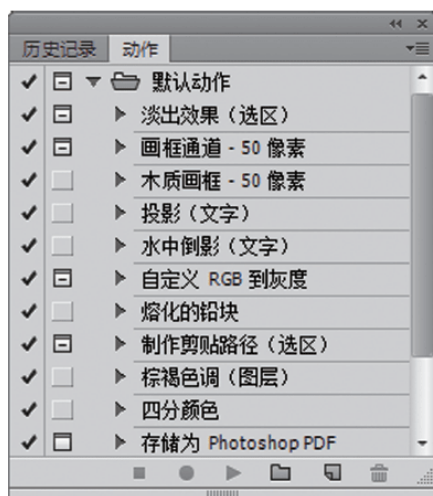 历史记录 动作
默认动作
淡出效果（选区）
画框通道 - 50 像素
木质画框 - 50 像素
投影（文字）
水中倒影（文字）
自定义 RGB 到灰度
熔化的铅块
制作剪贴路径（选区）
棕褐色调（图层）
四分颜色
存储为 Photoshop PDF